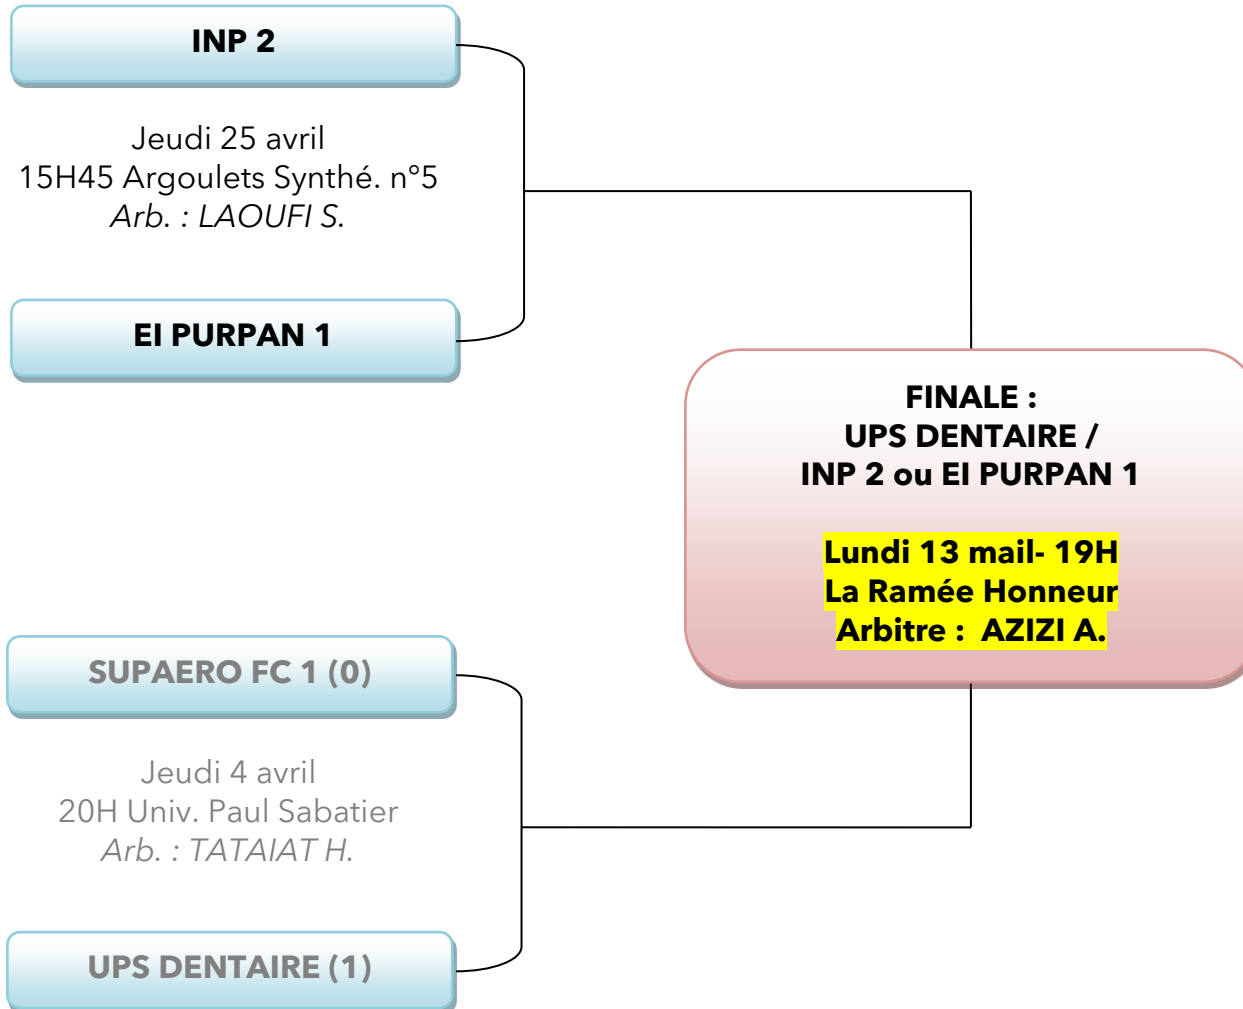 INP 2
Jeudi 25 avril
15H45 Argoulets Synthé. n°5
Arb. : LAOUFI S.
EI PURPAN 1
FINALE :
UPS DENTAIRE /
INP 2 ou EI PURPAN 1
Lundi 13 mail- 19H
La Ramée Honneur
Arbitre :  AZIZI A.
SUPAERO FC 1 (0)
Jeudi 4 avril
20H Univ. Paul Sabatier
Arb. : TATAIAT H.
UPS DENTAIRE (1)